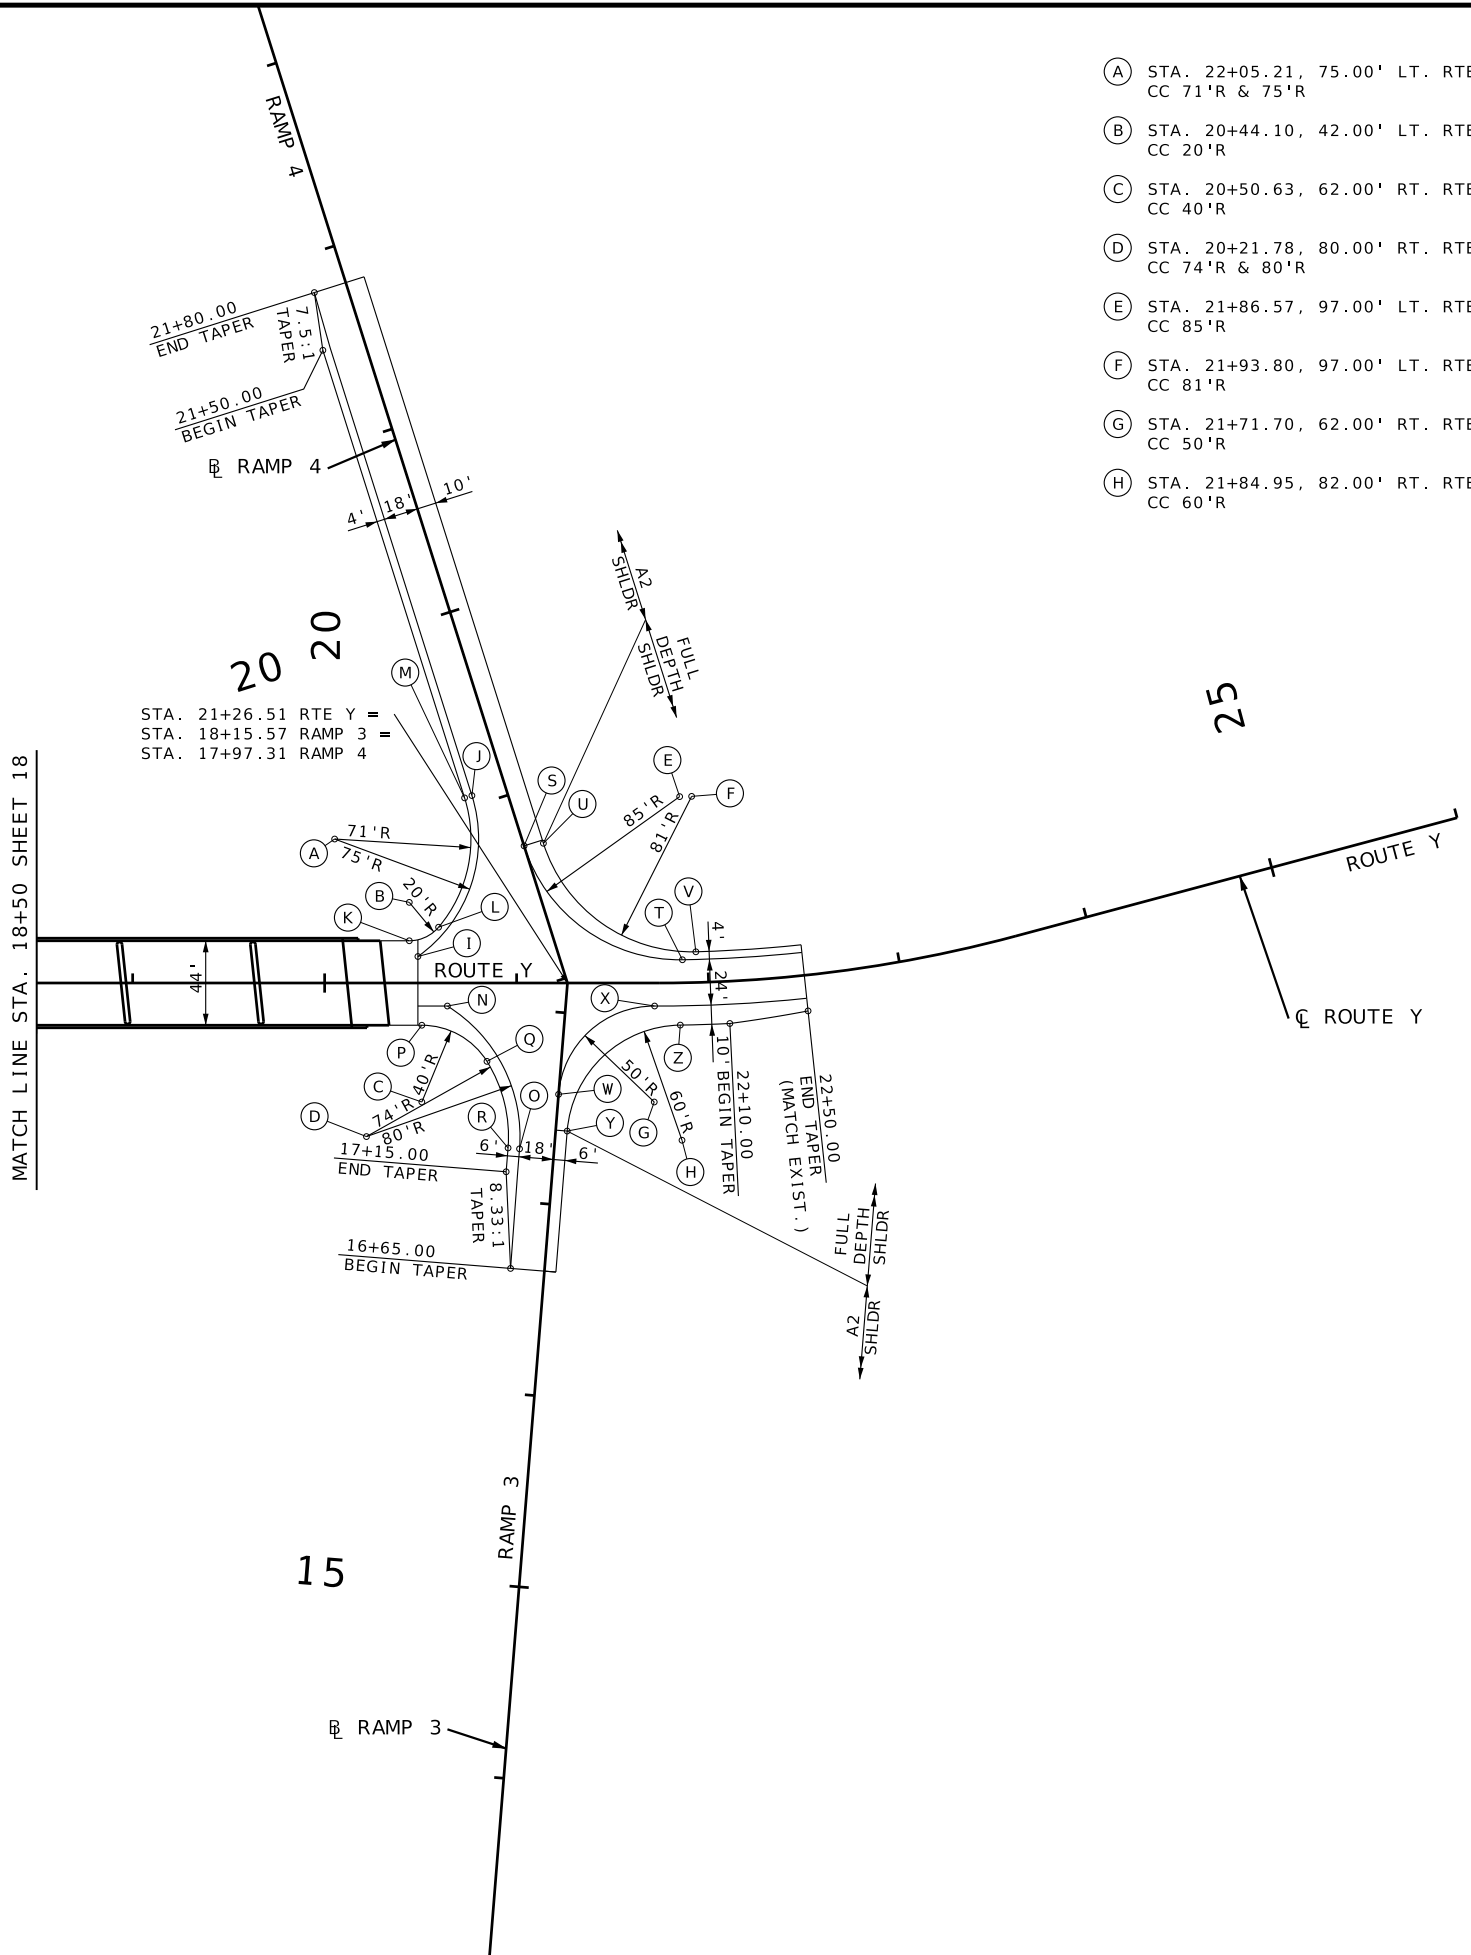 A STA. 22+05.21, 75.00' LT. RTE
CC 71'R & 75'R
B STA. 20+44.10, 42.00' LT. RTE
CC 20'R
C STA. 20+50.63, 62.00' RT. RTE
CC 40'R
D STA. 20+21.78, 80.00' RT. RTE
CC 74'R & 80'R
E STA. 21+86.57, 97.00' LT. RTE
CC 85'R
F STA. 21+93.80, 97.00' LT. RTE
CC 81'R
G STA. 21+71.70, 62.00' RT. RTE
CC 50'R
H STA. 21+84.95, 82.00' RT. RTE
CC 60'R
RAMP 4
21+80.00
END TAPER
7.5:1
TAPER
21+50.00
BEGIN TAPER
BL RAMP 4
4'
18'
10'
A2
SHLDR
FULL
DEPTH
SHLDR
20
20
M
STA. 21+26.51 RTE Y =
STA. 18+15.57 RAMP 3 =
STA. 17+97.31 RAMP 4
J
S
U
E
F
85'R
81'R
25
ROUTE Y
MATCH LINE STA. 18+50 SHEET 18
A
71'R
75'R
B
20'R
K
L
I
V
T
4'
44'
ROUTE Y
24'
X
N
CL ROUTE Y
P
Q
C
40'R
D
74'R
80'R
R
O
W
Y
50'R
60'R
G
H
Z
10'
BEGIN TAPER
22+10.00
(MATCH EXIST.)
END TAPER
22+50.00
17+15.00
END TAPER
6'
18'
6'
8.33:1
TAPER
16+65.00
BEGIN TAPER
FULL
DEPTH
SHLDR
A2
SHLDR
RAMP 3
15
BL RAMP 3